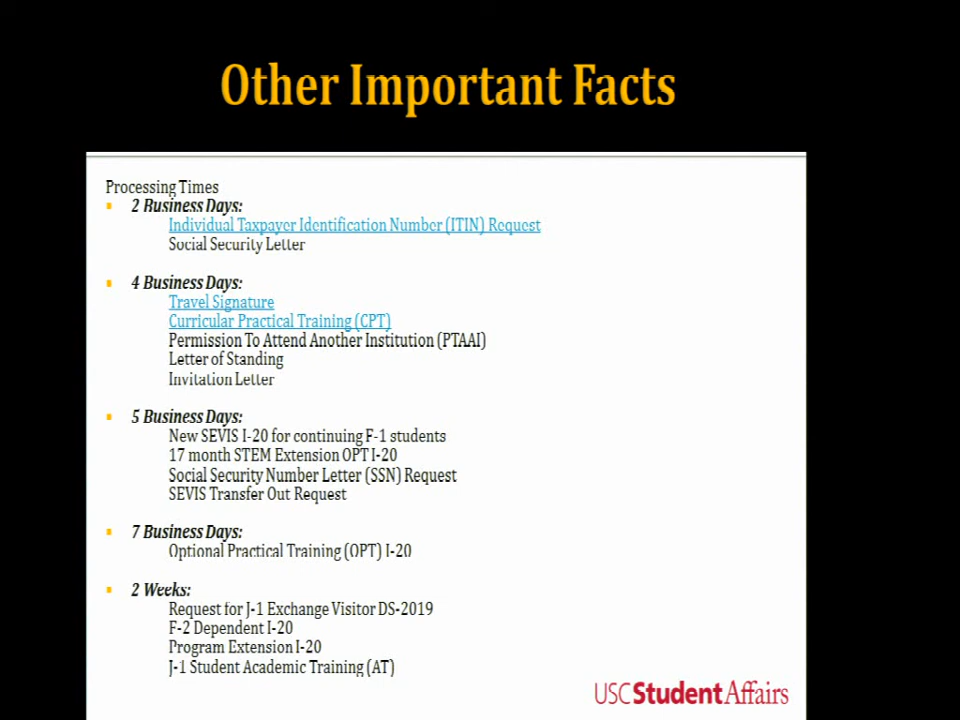 Other Important Facts
Processing Times
2 Business Days:
Individual Taxpayer Identification Number (ITIN) Request
Social Security Letter
4 Business Days:
Travel Signature
Curricular Practical Training (CPT)
Permission To Attend Another Institution (PTAAI)
Letter of Standing
Invitation Letter
5 Business Days:
New SEVIS I-20 for continuing F-1 students
17 month STEM Extension OPT I-20
Social Security Number Letter (SSN) Request
SEVIS Transfer Out Request
7 Business Days:
Optional Practical Training (OPT) I-20
2 Weeks:
Request for J-1 Exchange Visitor DS-2019
F-2 Dependent I-20
Program Extension I-20
J-1 Student Academic Training (AT)
USCStudentAffairs